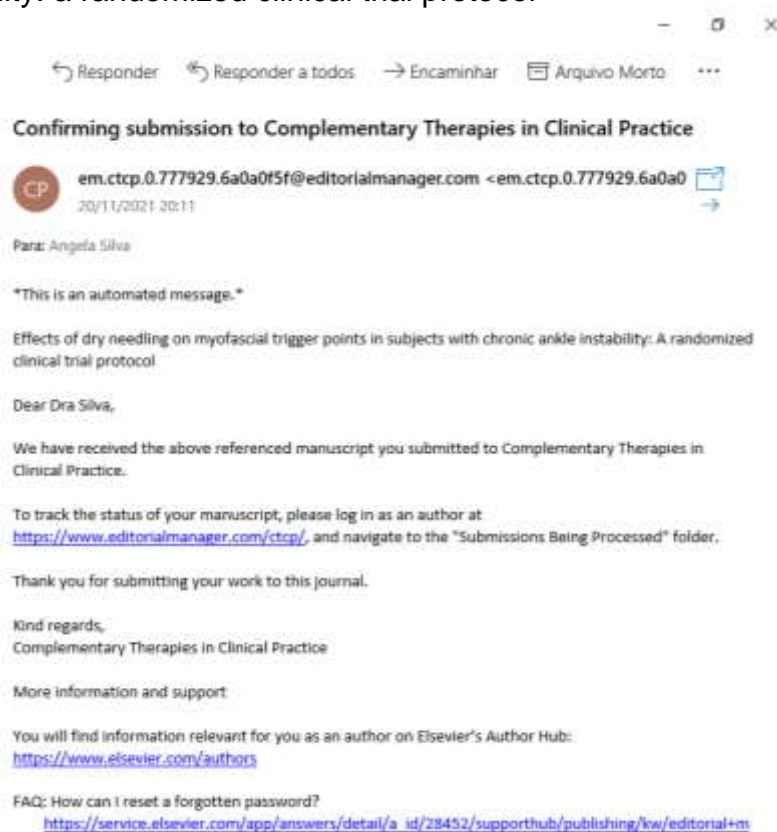 ity: a randomized clinical trial protocol
Responder Responder a todos Encaminhar Arquivo Morto ...
Confirming submission to Complementary Therapies in Clinical Practice
CP
em.ctcp.0.777929.6a0a0f5f@editorialmanager.com <em.ctcp.0.777929.6a0a0
20/11/2021 20:11
Para: Angela Silva
*This is an automated message.*
Effects of dry needling on myofascial trigger points in subjects with chronic ankle instability: A randomized
clinical trial protocol
Dear Dra Silva,
We have received the above referenced manuscript you submitted to Complementary Therapies in
Clinical Practice.
To track the status of your manuscript, please log in as an author at
https://www.editorialmanager.com/ctcp/, and navigate to the "Submissions Being Processed" folder.
Thank you for submitting your work to this journal.
Kind regards,
Complementary Therapies in Clinical Practice
More information and support
You will find information relevant for you as an author on Elsevier's Author Hub:
https://www.elsevier.com/authors
FAQ: How can I reset a forgotten password?
https://service.elsevier.com/app/answers/detail/a_id/28452/supporthub/publishing/kw/editorial+m